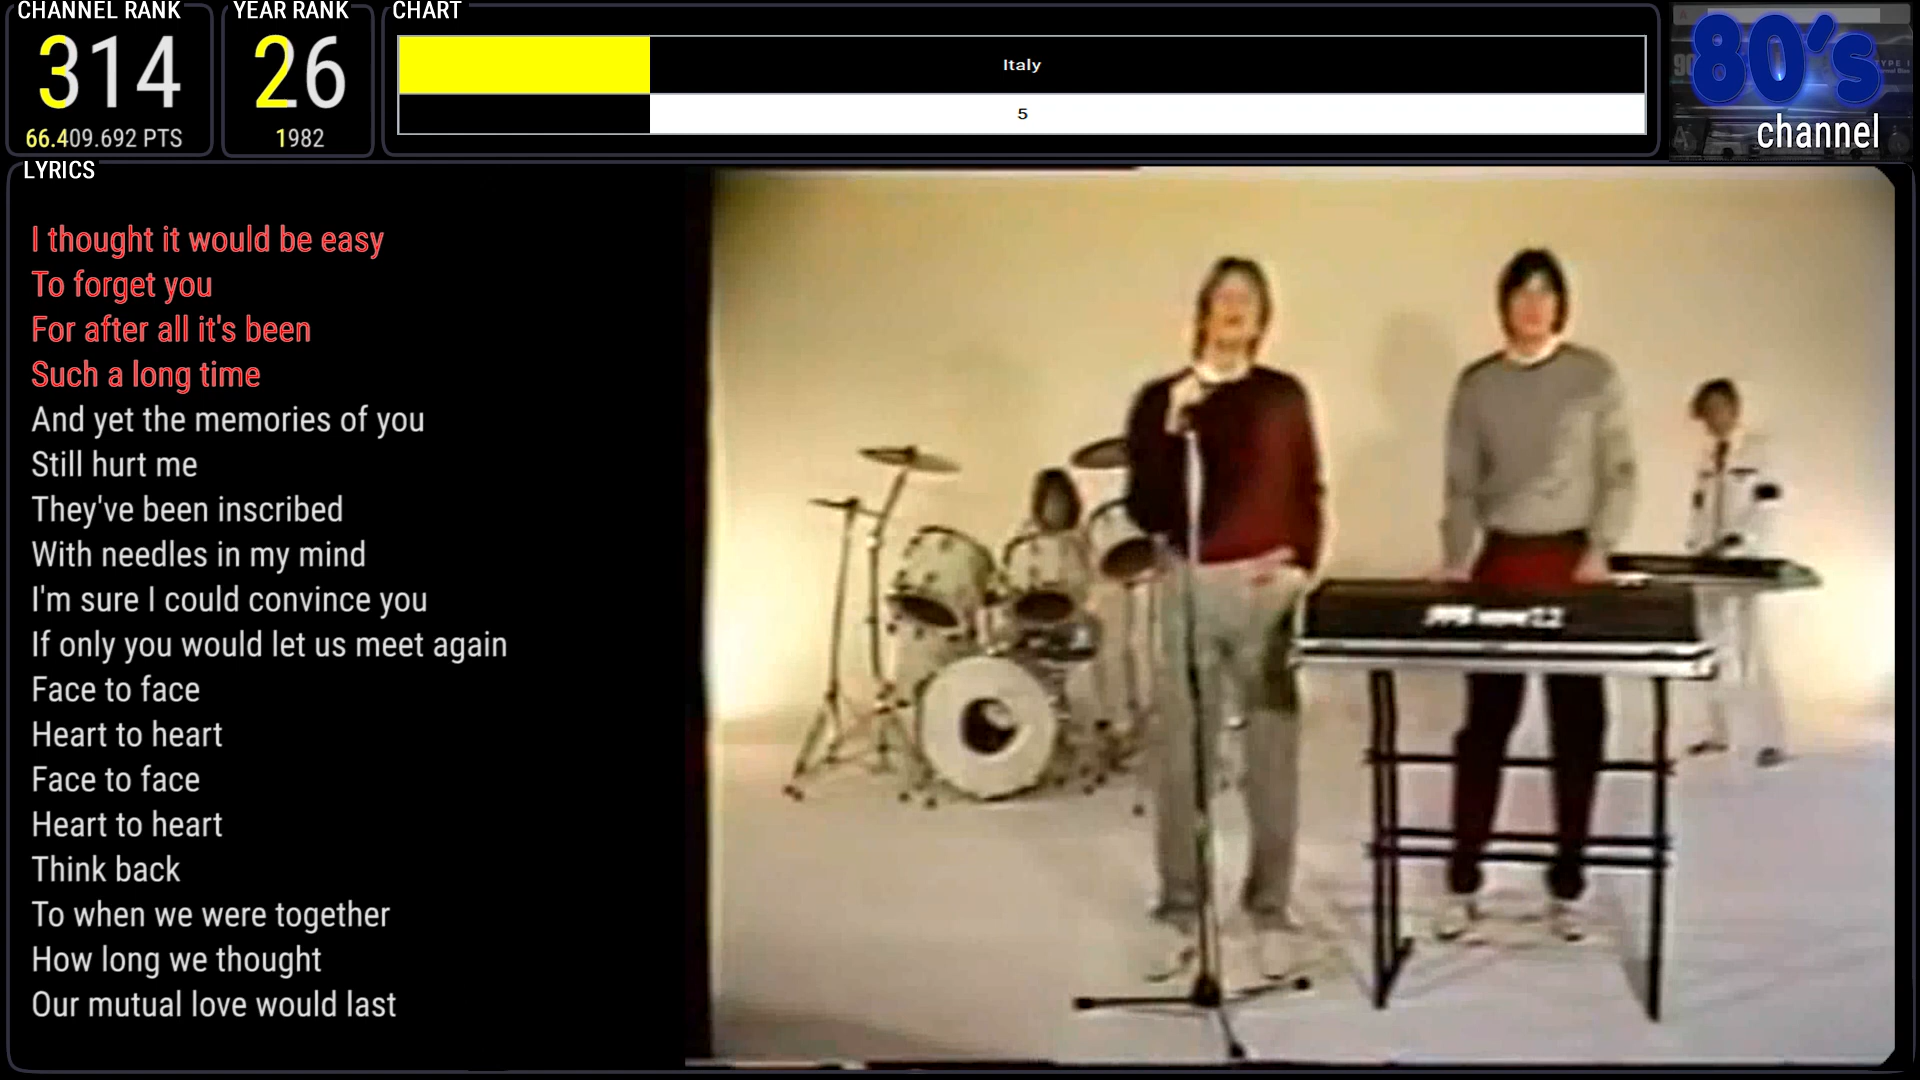 CHANNEL RANK
314
66.409.692 PTS
YEAR RANK
26
1982
CHART
Italy
5
80's
channel
LYRICS
I thought it would be easy
To forget you
For after all it's been
Such a long time
And yet the memories of you
Still hurt me
They've been inscribed
With needles in my mind
I'm sure I could convince you
If only you would let us meet again
Face to face
Heart to heart
Face to face
Heart to heart
Think back
To when we were together
How long we thought
Our mutual love would last
PPG wave 2.2